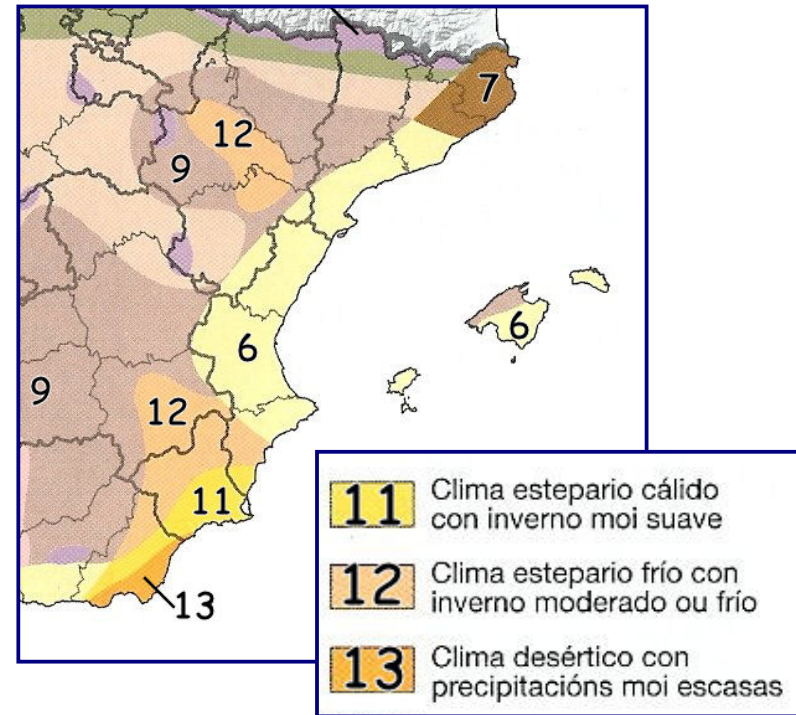 7
12
9
6
6
9
12
11
13
11 Clima estepario cálido
con inverno moi suave
12 Clima estepario frío con
inverno moderado ou frío
13 Clima desértico con
precipitacións moi escasas